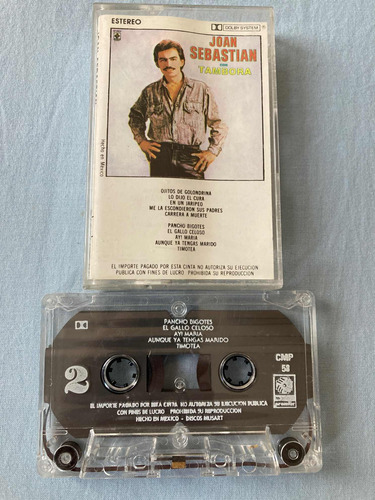 ESTEREO
DOLBY SYSTEM
JOAN
SEBASTIAN
CON
TAMBORA
Hecho en México
OJITOS DE GOLONDRINA
LO DIJO EL CURA
EN UN JARIPEO
ME LA ESCONDIERON SUS PADRES
CARRERA A MUERTE
PANCHO BIGOTES
EL GALLO CELOSO
AY! MARIA
AUNQUE YA TENGAS MARIDO
TIMOTEA
EL IMPORTE PAGADO POR ESTA CINTA NO AUTORIZA SU EJECUCION
PUBLICA CON FINES DE LUCRO. PROHIBIDA SU REPRODUCCION
PANCHO BIGOTES
EL GALLO CELOSO
AY! MARIA
AUNQUE YA TENGAS MARIDO
TIMOTEA
2
CMP
58
EL IMPORTE PAGADO POR ESTA CINTA NO AUTORIZA SU EJECUCION PUBLICA
CON FINES DE LUCRO PROHIBIDA SU REPRODUCCION
HECHO EN MEXICO - DISCOS MUSART